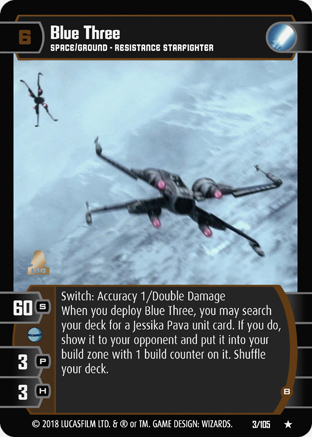 6
Blue Three
SPACE/GROUND - RESISTANCE STARFIGHTER
60 S
3 P
3 H
Switch: Accuracy 1/Double Damage
When you deploy Blue Three, you may search
your deck for a Jessika Pava unit card. If you do,
show it to your opponent and put it into your
build zone with 1 build counter on it. Shuffle
your deck.
B
© 2018 LUCASFILM LTD. & ® or TM. GAME DESIGN: WIZARDS.
3/105 ★